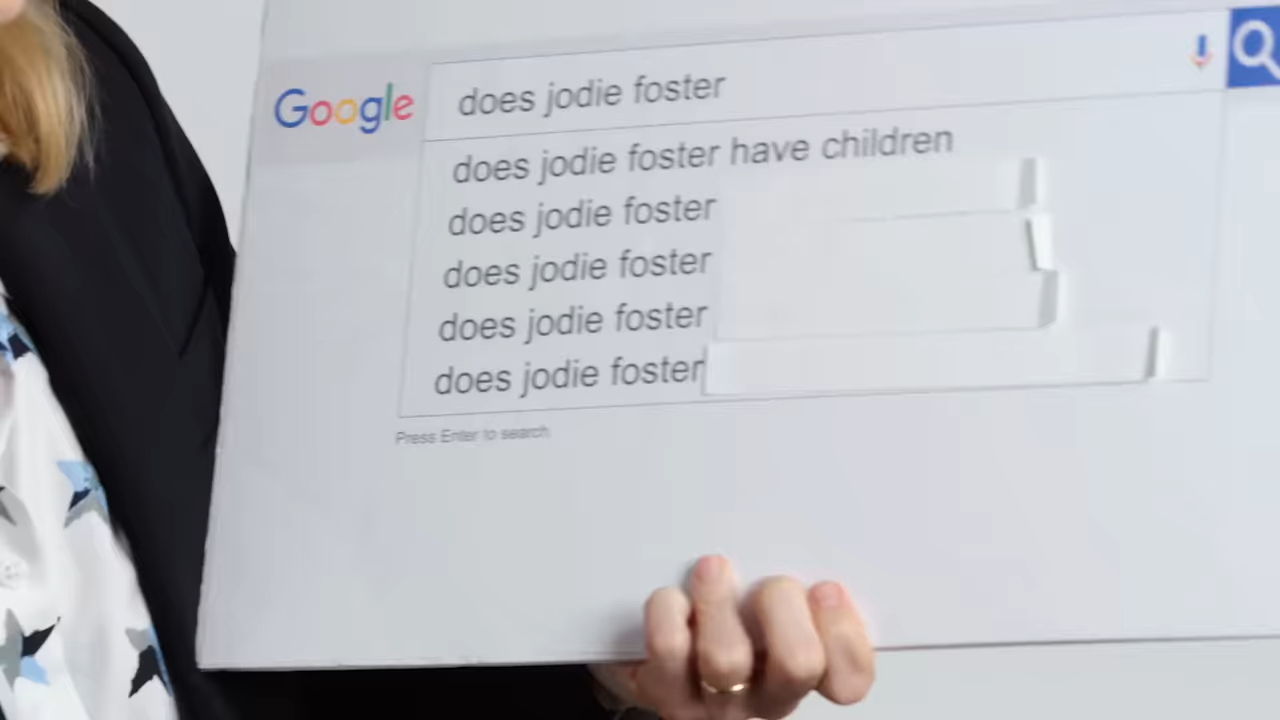 Google does jodie foster
does jodie foster have children
does jodie foster
does jodie foster
does jodie foster
does jodie foster
Press Enter to search